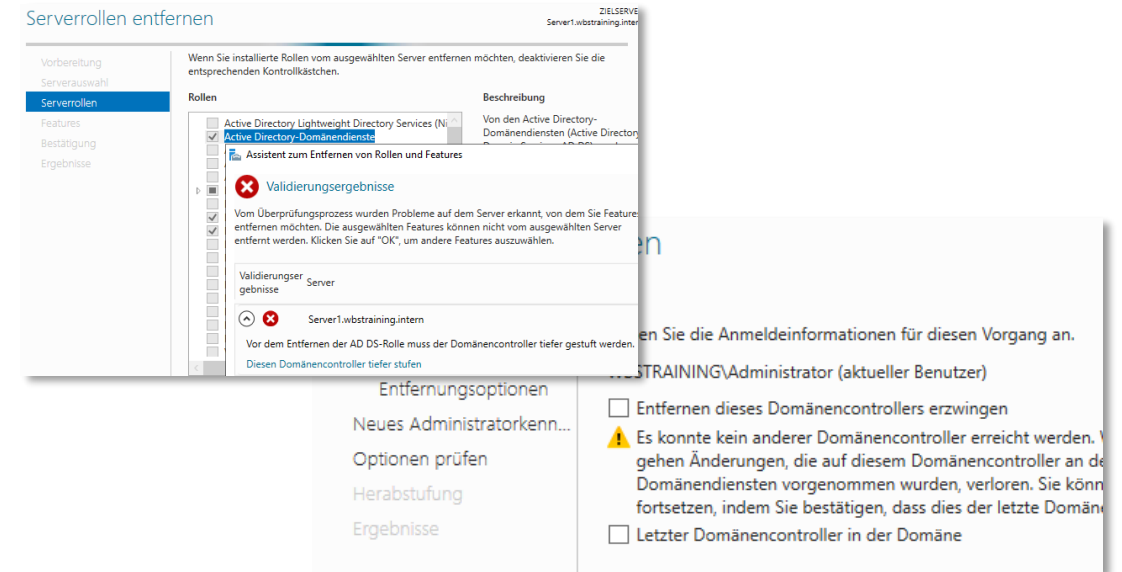 Serverrollen entfernen
ZIELSERVE
Server1.wbstraining.inter
Vorbereitung
Serverauswahl
Serverrollen
Features
Bestätigung
Ergebnisse
Wenn Sie installierte Rollen vom ausgewählten Server entfernen möchten, deaktivieren Sie die
entsprechenden Kontrollkästchen.
Rollen
Active Directory Lightweight Directory Services (Ni
Active Directory-Domänendienste
Beschreibung
Von den Active Directory-
Domänendiensten (Active Directory
Assistent zum Entfernen von Rollen und Features
Validierungsergebnisse
Vom Überprüfungsprozess wurden Probleme auf dem Server erkannt, von dem Sie Feature
entfernen möchten. Die ausgewählten Features können nicht vom ausgewählten Server
entfernt werden. Klicken Sie auf "OK", um andere Features auszuwählen.
Validierunger
gebnisse
Server
Server1.wbstraining.intern
Vor dem Entfernen der AD DS-Rolle muss der Domänencontroller tiefer gestuft werden.
Diesen Domänencontroller tiefer stufen
en
en Sie die Anmeldeinformationen für diesen Vorgang an.
STRAINING\Administrator (aktueller Benutzer)
Entfernungsoptionen
Neues Administratorkenn...
Optionen prüfen
Herabstufung
Ergebnisse
Entfernen dieses Domänencontrollers erzwingen
Es konnte kein anderer Domänencontroller erreicht werden.
gehen Änderungen, die auf diesem Domänencontroller an de
Domänendiensten vorgenommen wurden, verloren. Sie könn
fortsetzen, indem Sie bestätigen, dass dies der letzte Domäne
Letzter Domänencontroller in der Domäne